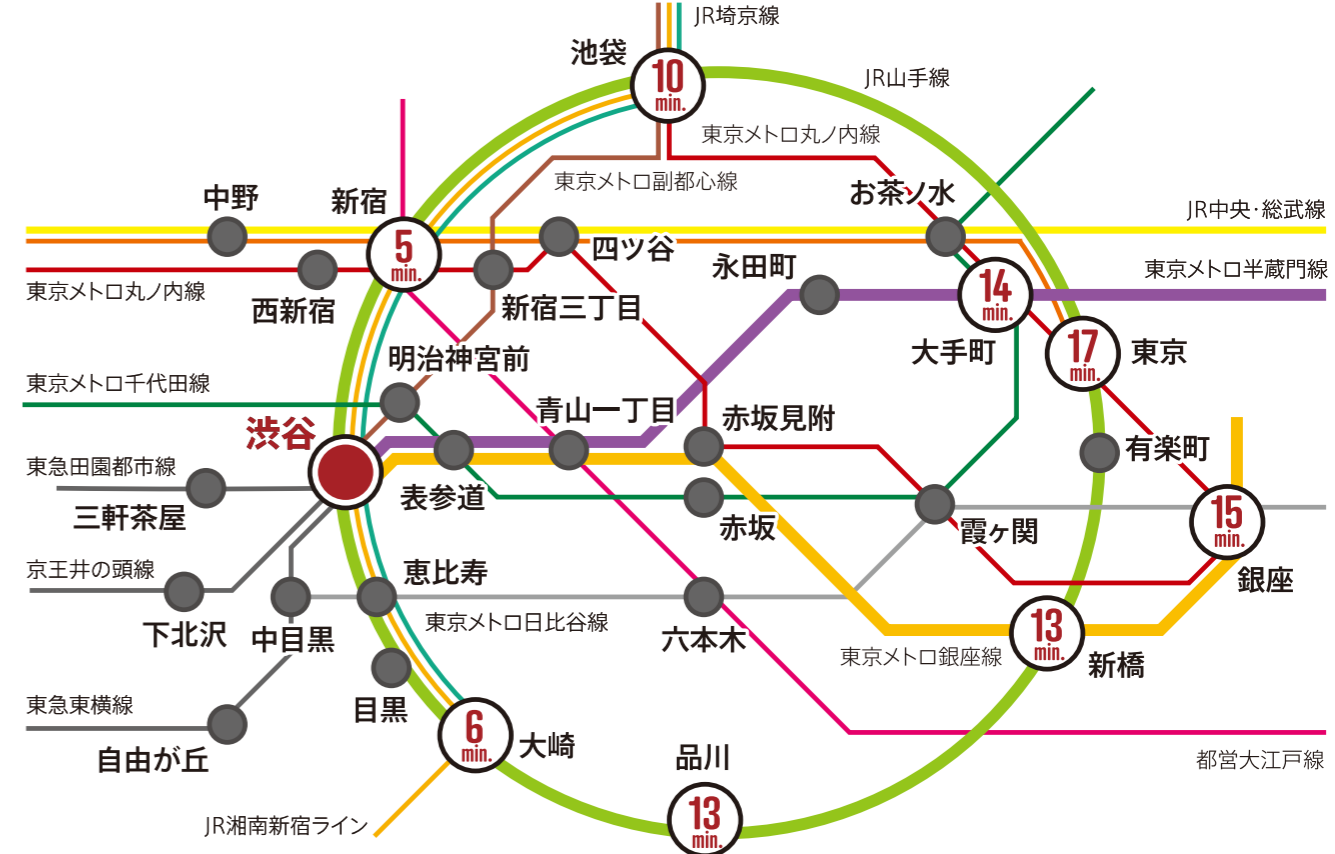 JR埼京線
池袋
10
min.
JR山手線
東京メトロ丸ノ内線
東京メトロ副都心線
お茶ノ水
中野
新宿
JR中央・総武線
5
min.
四ツ谷
永田町
東京メトロ半蔵門線
東京メトロ丸ノ内線
西新宿
新宿三丁目
14
min.
大手町
17
min.
東京
明治神宮前
東京メトロ千代田線
青山一丁目
赤坂見附
渋谷
有楽町
東急田園都市線
三軒茶屋
表参道
赤坂
霞ヶ関
15
min.
銀座
京王井の頭線
恵比寿
下北沢
中目黒
東京メトロ日比谷線
六本木
東京メトロ銀座線
13
min.
新橋
目黒
東急東横線
自由が丘
6
min.
大崎
品川
13
min.
都営大江戸線
JR湘南新宿ライン